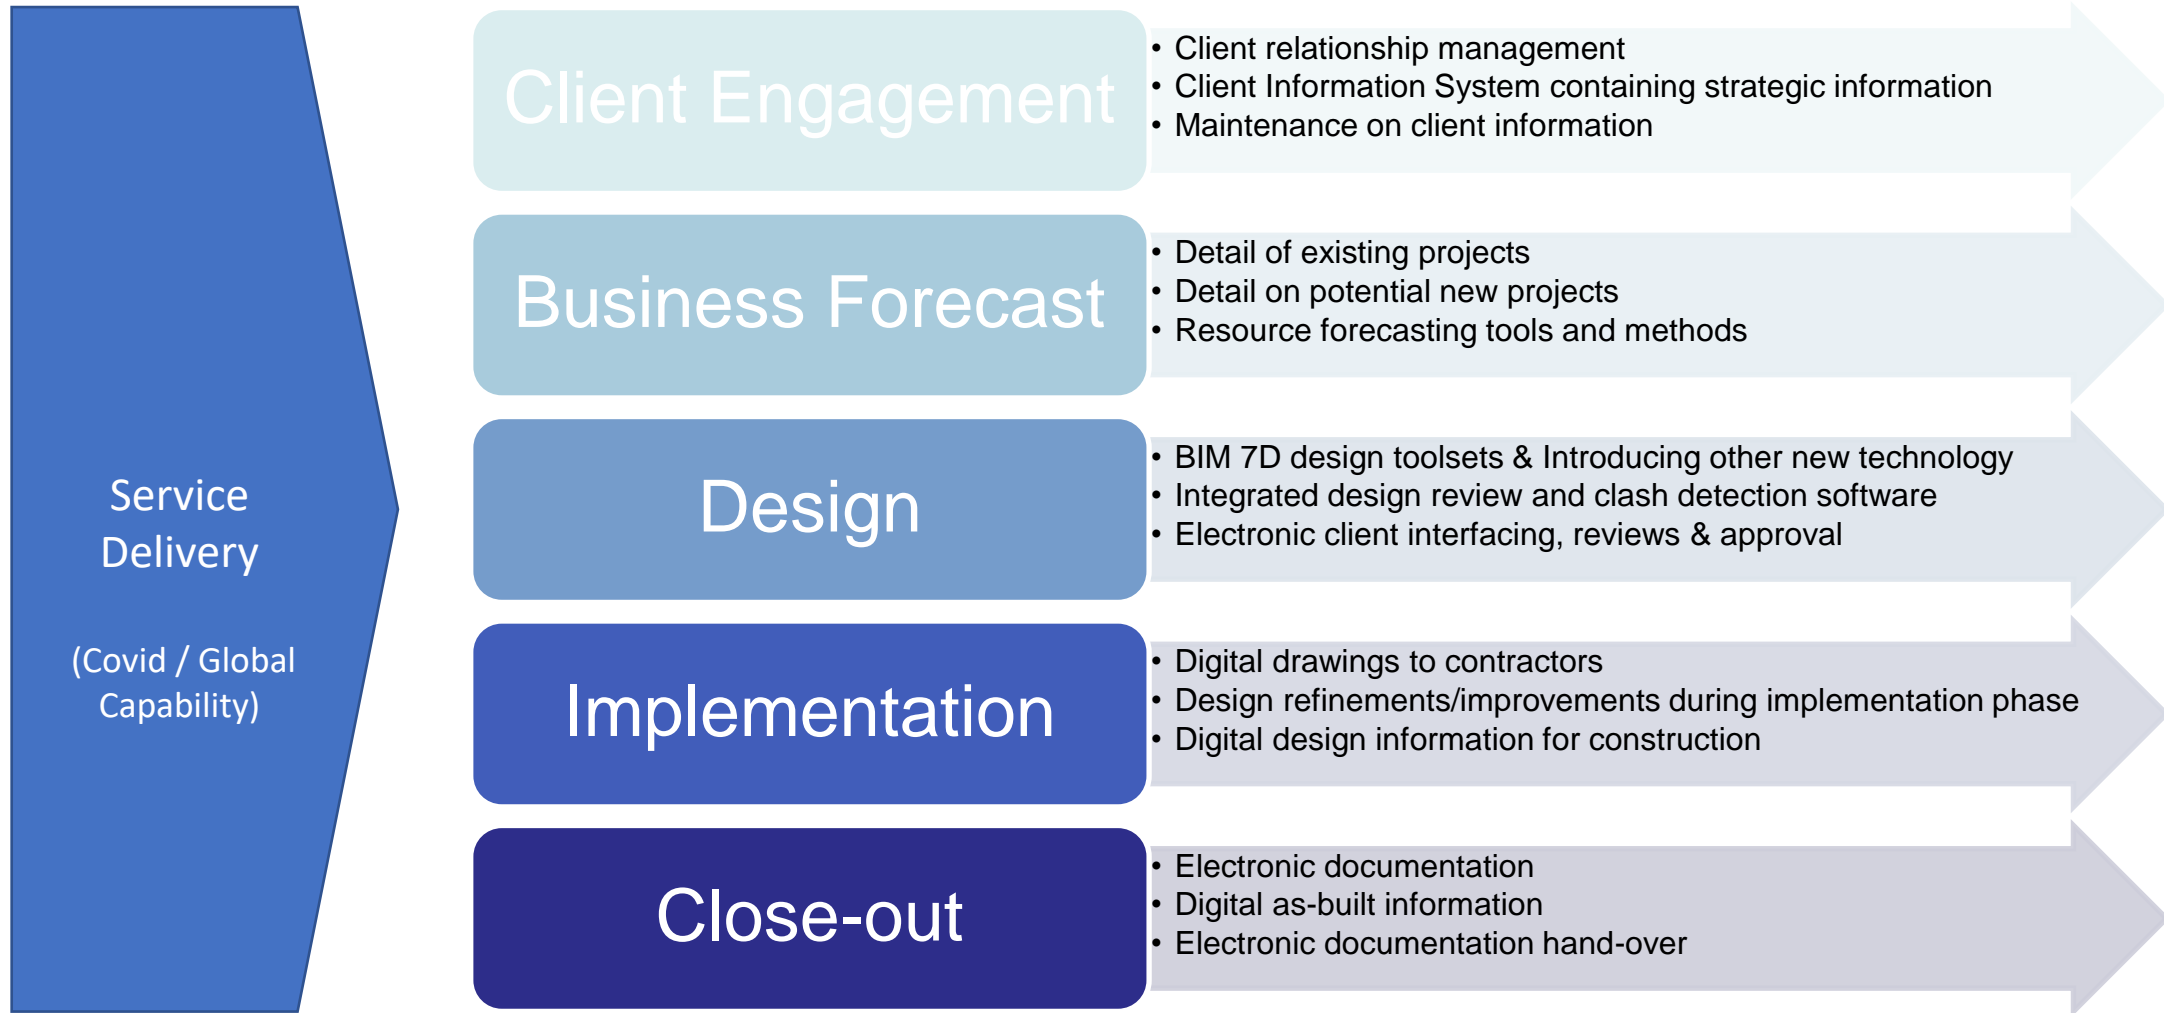 Service
Delivery
(Covid / Global
Capability)
Client Engagement
• Client relationship management
• Client Information System containing strategic information
• Maintenance on client information
Business Forecast
• Detail of existing projects
• Detail on potential new projects
• Resource forecasting tools and methods
Design
• BIM 7D design toolsets & Introducing other new technology
• Integrated design review and clash detection software
• Electronic client interfacing, reviews & approval
Implementation
• Digital drawings to contractors
• Design refinements/improvements during implementation phase
• Digital design information for construction
Close-out
• Electronic documentation
• Digital as-built information
• Electronic documentation hand-over